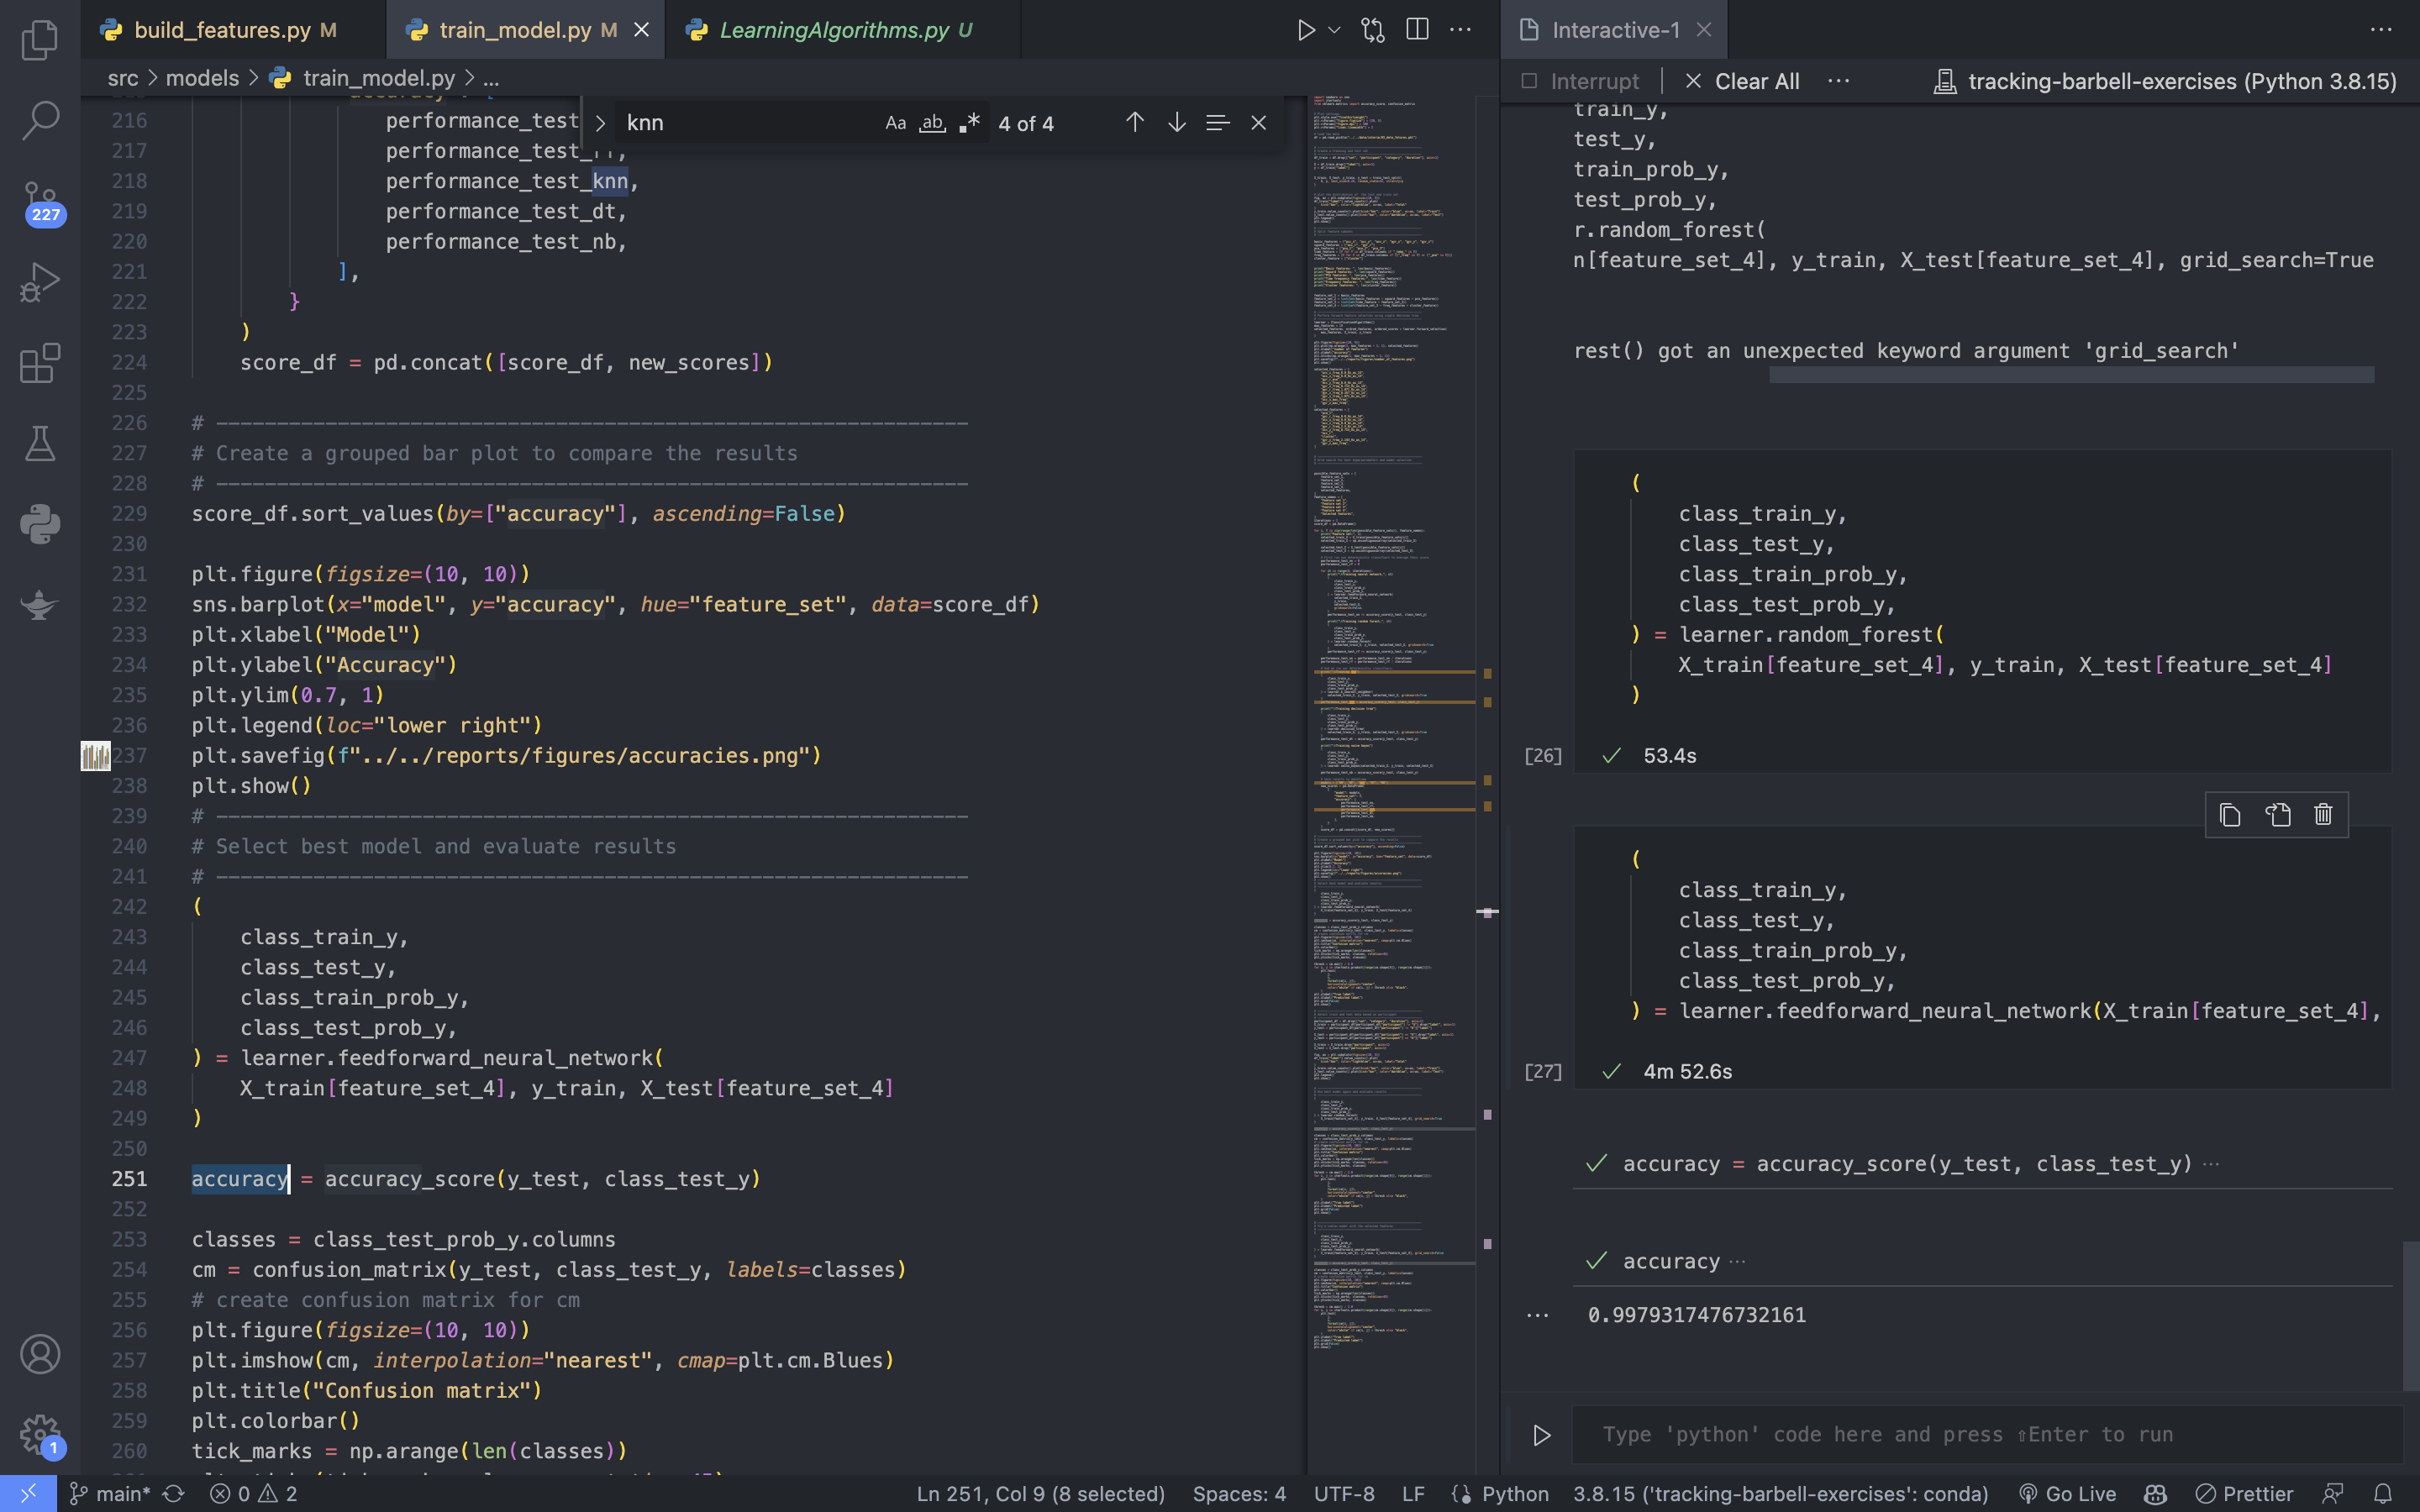 build_features.py M
train_model.py M
LearningAlgorithms.py U
src > models > train_model.py > ...
knn
Aa ab .* 4 of 4
216 performance_test
217 performance_test_rf,
218 performance_test_knn,
219 performance_test_dt,
220 performance_test_nb,
221 ],
222 }
223 )
224 score_df = pd.concat([score_df, new_scores])
225
226 # --------------------------------------------------------------
227 # Create a grouped bar plot to compare the results
228 # --------------------------------------------------------------
229 score_df.sort_values(by=["accuracy"], ascending=False)
230
231 plt.figure(figsize=(10, 10))
232 sns.barplot(x="model", y="accuracy", hue="feature_set", data=score_df)
233 plt.xlabel("Model")
234 plt.ylabel("Accuracy")
235 plt.ylim(0.7, 1)
236 plt.legend(loc="lower right")
237 plt.savefig(f"../../reports/figures/accuracies.png")
238 plt.show()
239 # --------------------------------------------------------------
240 # Select best model and evaluate results
241 # --------------------------------------------------------------
242 (
243 class_train_y,
244 class_test_y,
245 class_train_prob_y,
246 class_test_prob_y,
247 ) = learner.feedforward_neural_network(
248 X_train[feature_set_4], y_train, X_test[feature_set_4]
249 )
250
251 accuracy = accuracy_score(y_test, class_test_y)
252
253 classes = class_test_prob_y.columns
254 cm = confusion_matrix(y_test, class_test_y, labels=classes)
255 # create confusion matrix for cm
256 plt.figure(figsize=(10, 10))
257 plt.imshow(cm, interpolation="nearest", cmap=plt.cm.Blues)
258 plt.title("Confusion matrix")
259 plt.colorbar()
260 tick_marks = np.arange(len(classes))
Interactive-1
Interrupt | Clear All ... tracking-barbell-exercises (Python 3.8.15)
train_y,
test_y,
train_prob_y,
test_prob_y,
r.random_forest(
n[feature_set_4], y_train, X_test[feature_set_4], grid_search=True
rest() got an unexpected keyword argument 'grid_search'
(
class_train_y,
class_test_y,
class_train_prob_y,
class_test_prob_y,
) = learner.random_forest(
X_train[feature_set_4], y_train, X_test[feature_set_4]
)
[26] ✓ 53.4s
(
class_train_y,
class_test_y,
class_train_prob_y,
class_test_prob_y,
) = learner.feedforward_neural_network(X_train[feature_set_4],
[27] ✓ 4m 52.6s
✓ accuracy = accuracy_score(y_test, class_test_y) ...
✓ accuracy ...
... 0.9979317476732161
Type 'python' code here and press ⇧Enter to run
227
1
main* 0 2
Ln 251, Col 9 (8 selected) Spaces: 4 UTF-8 LF Python 3.8.15 ('tracking-barbell-exercises': conda) Go Live Prettier